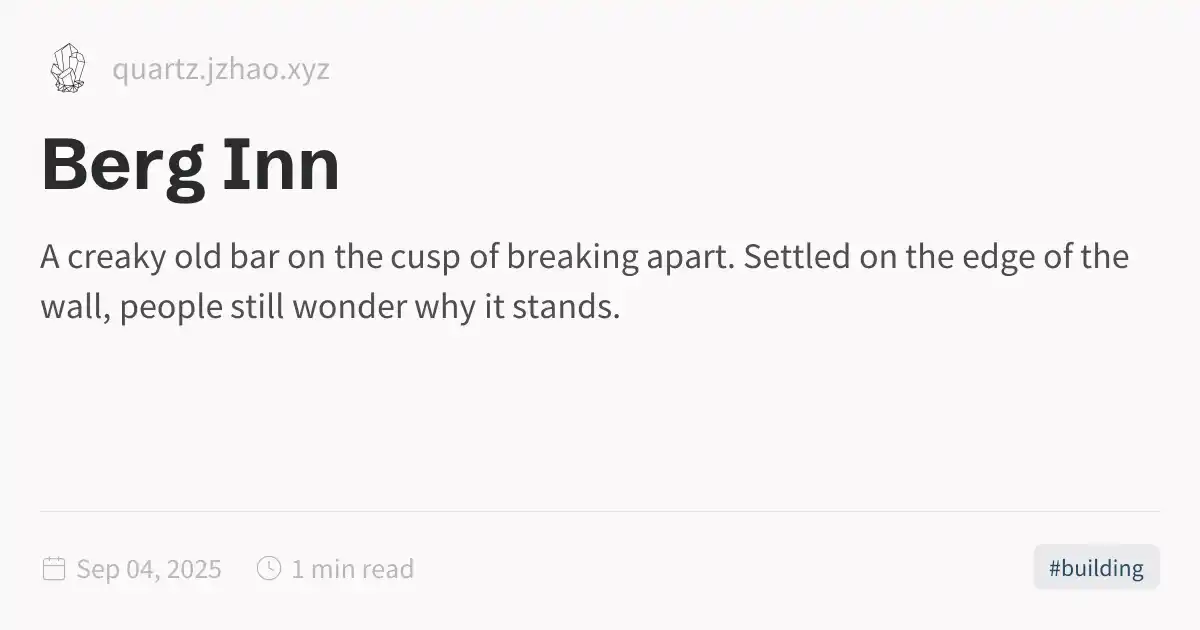 quartz.jzhao.xyz
Berg Inn
A creaky old bar on the cusp of breaking apart. Settled on the edge of the
wall, people still wonder why it stands.
Sep 04, 2025
1 min read
#building